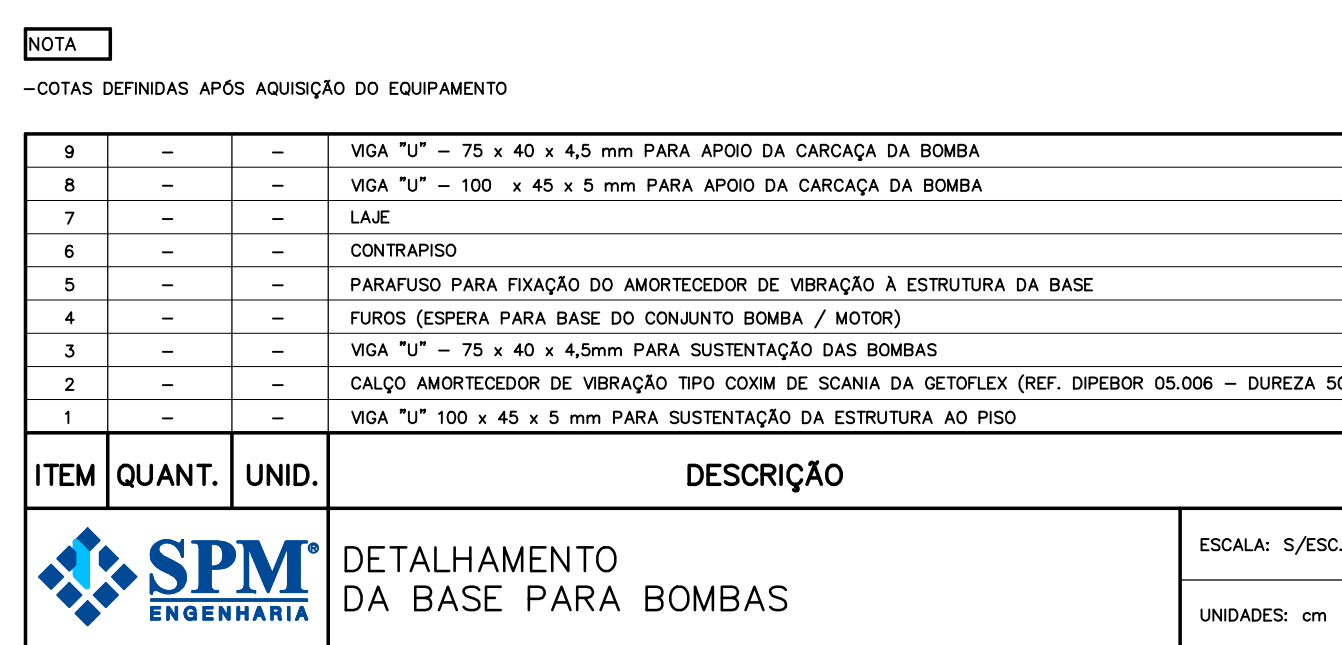 NOTA
-COTAS DEFINIDAS APÓS AQUISIÇÃO DO EQUIPAMENTO
9 - - VIGA "U" - 75 x 40 x 4,5 mm PARA APOIO DA CARCAÇA DA BOMBA
8 - - VIGA "U" - 100 x 45 x 5 mm PARA APOIO DA CARCAÇA DA BOMBA
7 - - LAJE
6 - - CONTRAPISO
5 - - PARAFUSO PARA FIXAÇÃO DO AMORTECEDOR DE VIBRAÇÃO À ESTRUTURA DA BASE
4 - - FUROS (ESPERA PARA BASE DO CONJUNTO BOMBA / MOTOR)
3 - - VIGA "U" - 75 x 40 x 4,5mm PARA SUSTENTAÇÃO DAS BOMBAS
2 - - CALÇO AMORTECEDOR DE VIBRAÇÃO TIPO COXIM DE SCANIA DA GETOFLEX (REF. DIPEBOR 05.006 - DUREZA
1 - - VIGA "U" 100 x 45 x 5 mm PARA SUSTENTAÇÃO DA ESTRUTURA AO PISO
ITEM QUANT. UNID. DESCRIÇÃO
SPM®
ENGENHARIA
DETALHAMENTO
DA BASE PARA BOMBAS
ESCALA: S/ESC.
UNIDADES: cm